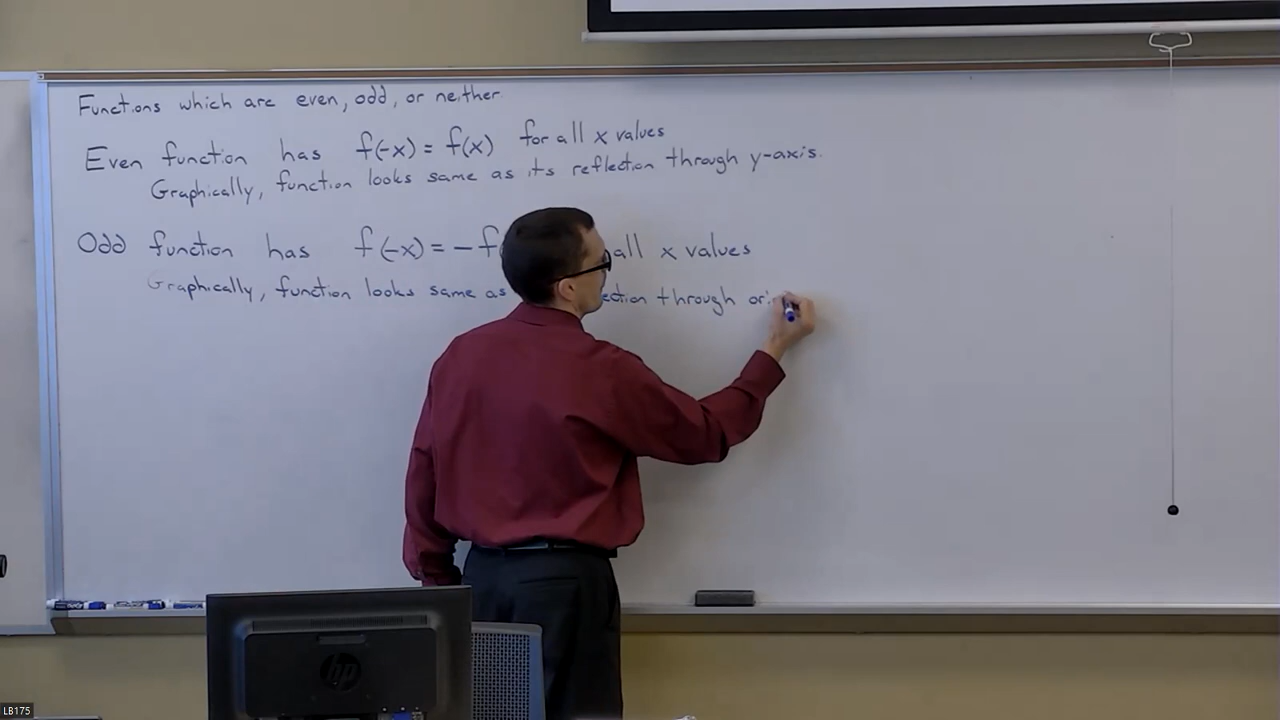 Functions which are even, odd, or neither.
Even function has f(-x) = f(x) for all x values
Graphically, function looks same as its reflection through y-axis.
Odd function has f(-x) = -f( all x values
Graphically, function looks same as ection through ori
hp
LB175